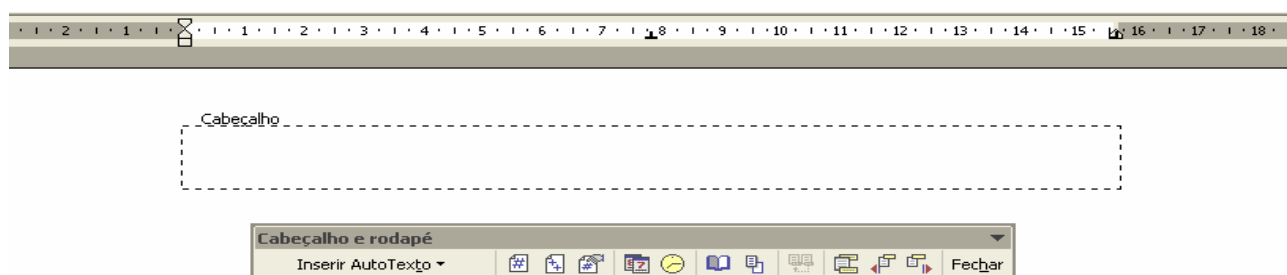 2 1 1 2 3 4 5 6 7 8 9 10 11 12 13 14 15 16 17 18
Cabeçalho
Cabeçalho e rodapé
Inserir AutoTexto Fechar